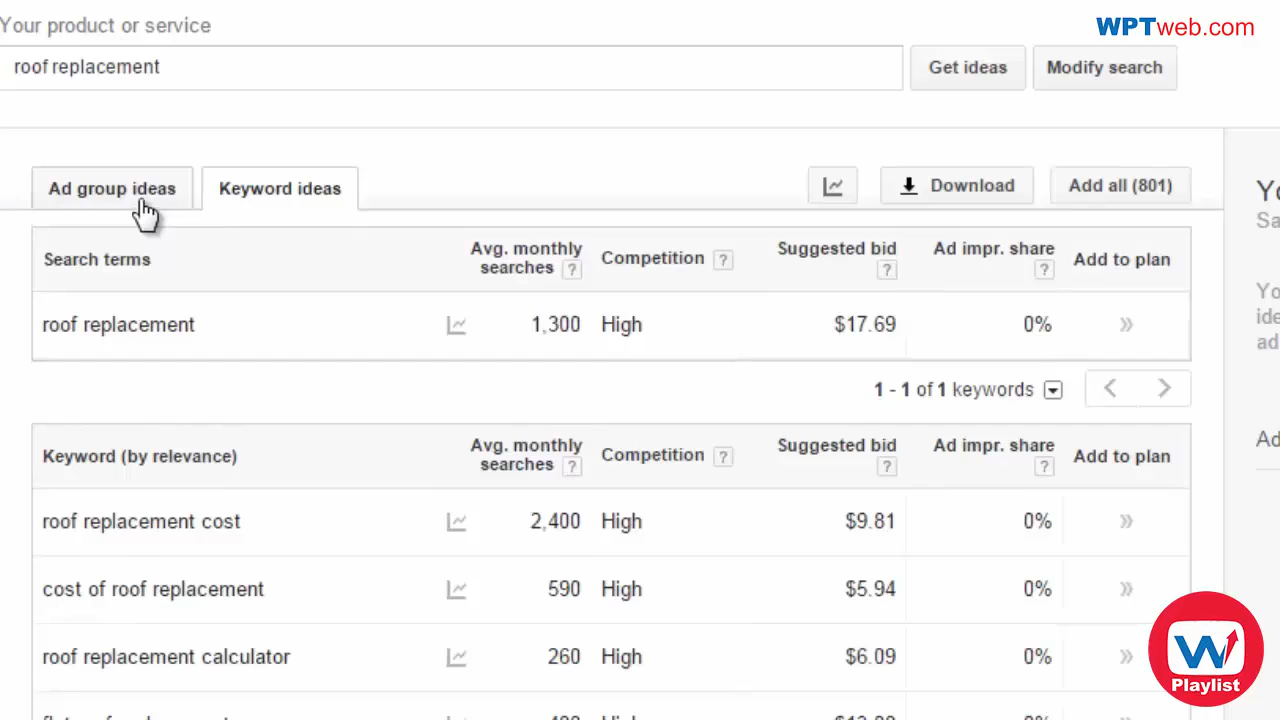 Your product or service
WPTweb.com
roof replacement
Get ideas
Modify search
Ad group ideas
Keyword ideas
Download
Add all (801)
Search terms
Avg. monthly searches ?
Competition ?
Suggested bid ?
Ad impr. share ?
Add to plan
roof replacement 1,300 High $17.69 0% »
1 - 1 of 1 keywords
Keyword (by relevance)
Avg. monthly searches ?
Competition ?
Suggested bid ?
Ad impr. share ?
Add to plan
roof replacement cost 2,400 High $9.81 0% »
cost of roof replacement 590 High $5.94 0% »
roof replacement calculator 260 High $6.09 0% »
W
Playlist